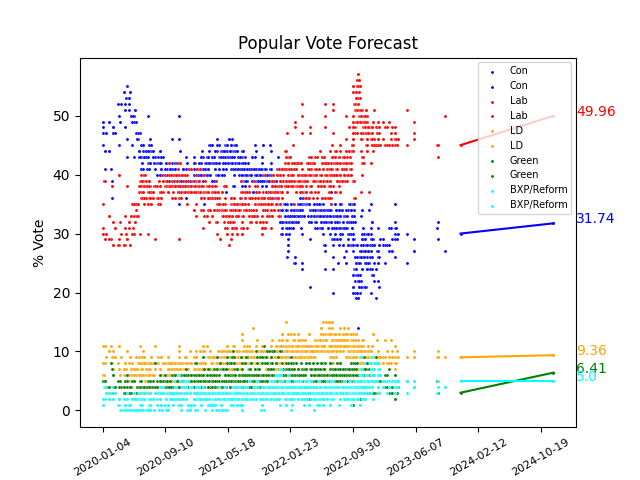 Popular Vote Forecast
Con
Con
Lab
Lab
LD
LD
Green
Green
BXP/Reform
BXP/Reform
% Vote
50
40
30
20
10
0
49.96
31.74
9.36
6.41
5.0
2020-01-04
2020-09-10
2021-05-18
2022-01-23
2022-09-30
2023-06-07
2024-02-12
2024-10-19